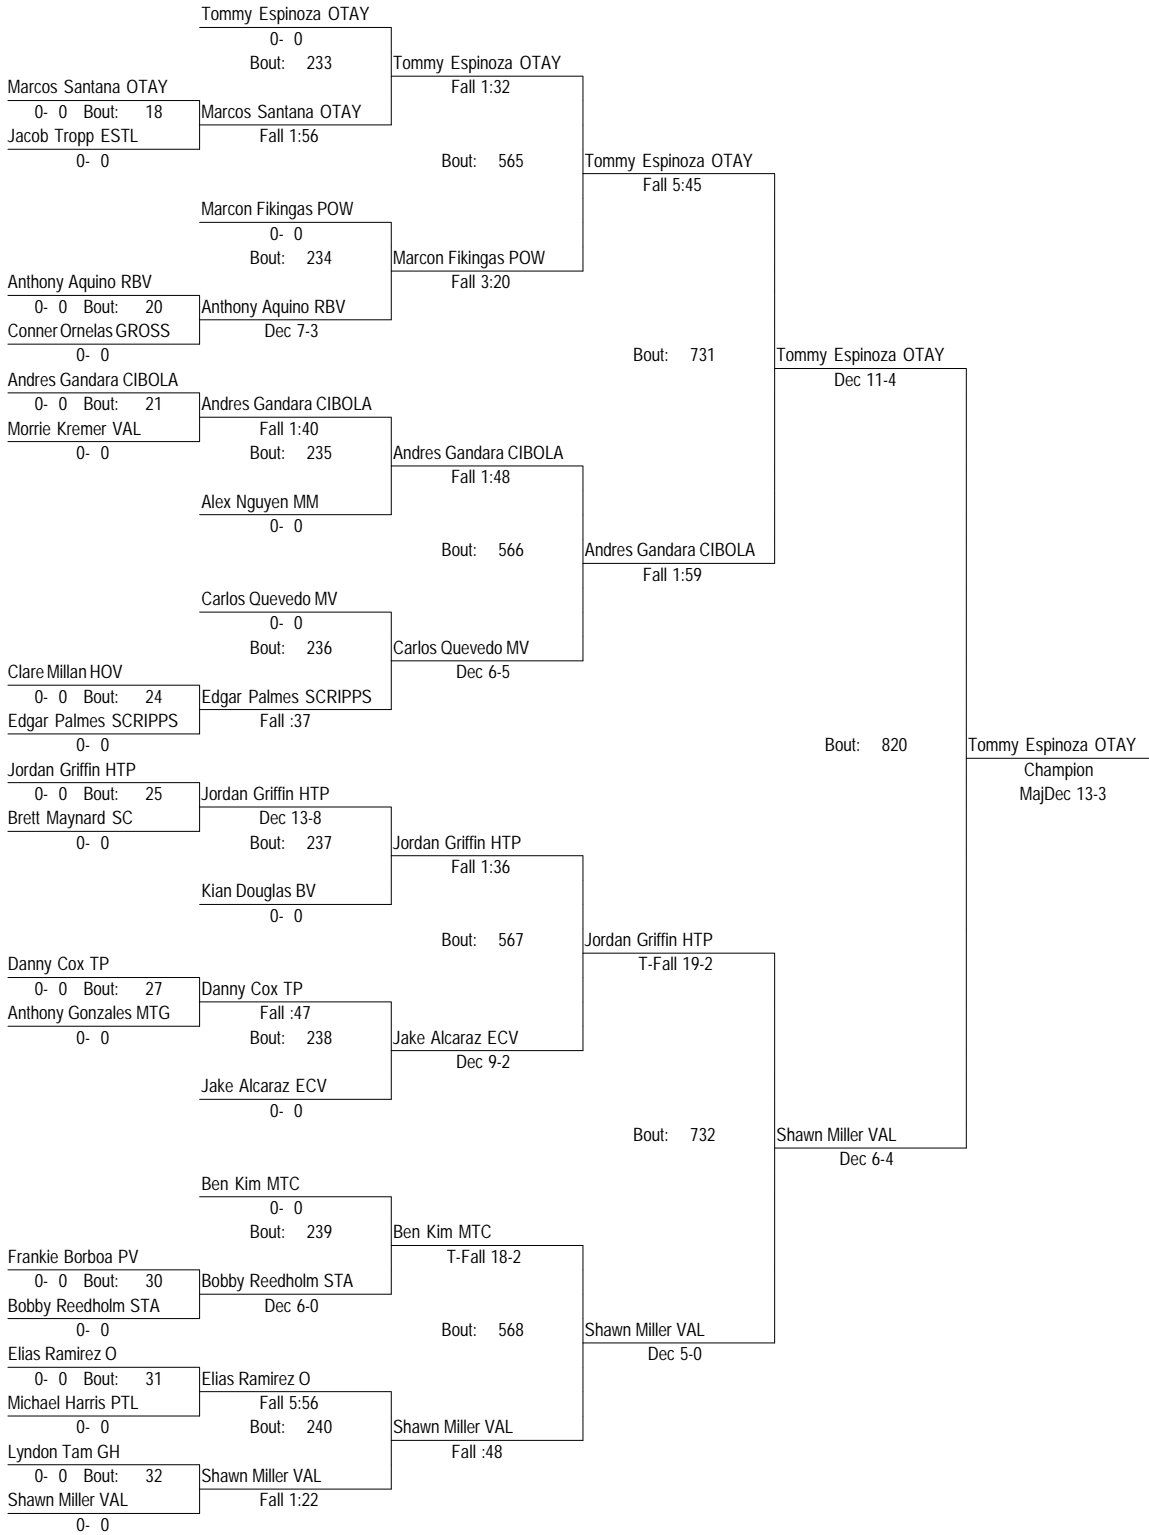 Tommy Espinoza OTAY
0- 0
Bout: 233
Tommy Espinoza OTAY
Marcos Santana OTAY
Fall 1:32
0- 0 Bout: 18
Marcos Santana OTAY
Jacob Tropp ESTL
Fall 1:56
0- 0
Bout: 565
Tommy Espinoza OTAY
Fall 5:45
Marcon Fikingas POW
0- 0
Bout: 234
Marcon Fikingas POW
Anthony Aquino RBV
Fall 3:20
0- 0 Bout: 20
Anthony Aquino RBV
Conner Ornelas GROSS
Dec 7-3
0- 0
Bout: 731
Tommy Espinoza OTAY
Andres Gandara CIBOLA
Dec 11-4
0- 0 Bout: 21
Andres Gandara CIBOLA
Morrie Kremer VAL
Fall 1:40
0- 0
Bout: 235
Andres Gandara CIBOLA
Fall 1:48
Alex Nguyen MM
0- 0
Bout: 566
Andres Gandara CIBOLA
Fall 1:59
Carlos Quevedo MV
0- 0
Bout: 236
Carlos Quevedo MV
Clare Millan HOV
Dec 6-5
0- 0 Bout: 24
Edgar Palmes SCRIPPS
Edgar Palmes SCRIPPS
Fall :37
0- 0
Bout: 820
Tommy Espinoza OTAY
Jordan Griffin HTP
Champion
0- 0 Bout: 25
Jordan Griffin HTP
MajDec 13-3
Brett Maynard SC
Dec 13-8
0- 0
Bout: 237
Jordan Griffin HTP
Fall 1:36
Kian Douglas BV
0- 0
Bout: 567
Jordan Griffin HTP
Danny Cox TP
T-Fall 19-2
0- 0 Bout: 27
Danny Cox TP
Anthony Gonzales MTG
Fall :47
0- 0
Bout: 238
Jake Alcaraz ECV
Dec 9-2
Jake Alcaraz ECV
0- 0
Bout: 732
Shawn Miller VAL
Dec 6-4
Ben Kim MTC
0- 0
Bout: 239
Ben Kim MTC
Frankie Borboa PV
T-Fall 18-2
0- 0 Bout: 30
Bobby Reedholm STA
Bobby Reedholm STA
Dec 6-0
0- 0
Bout: 568
Shawn Miller VAL
Elias Ramirez O
Dec 5-0
0- 0 Bout: 31
Elias Ramirez O
Michael Harris PTL
Fall 5:56
0- 0
Bout: 240
Shawn Miller VAL
Lyndon Tam GH
Fall :48
0- 0 Bout: 32
Shawn Miller VAL
Shawn Miller VAL
Fall 1:22
0- 0